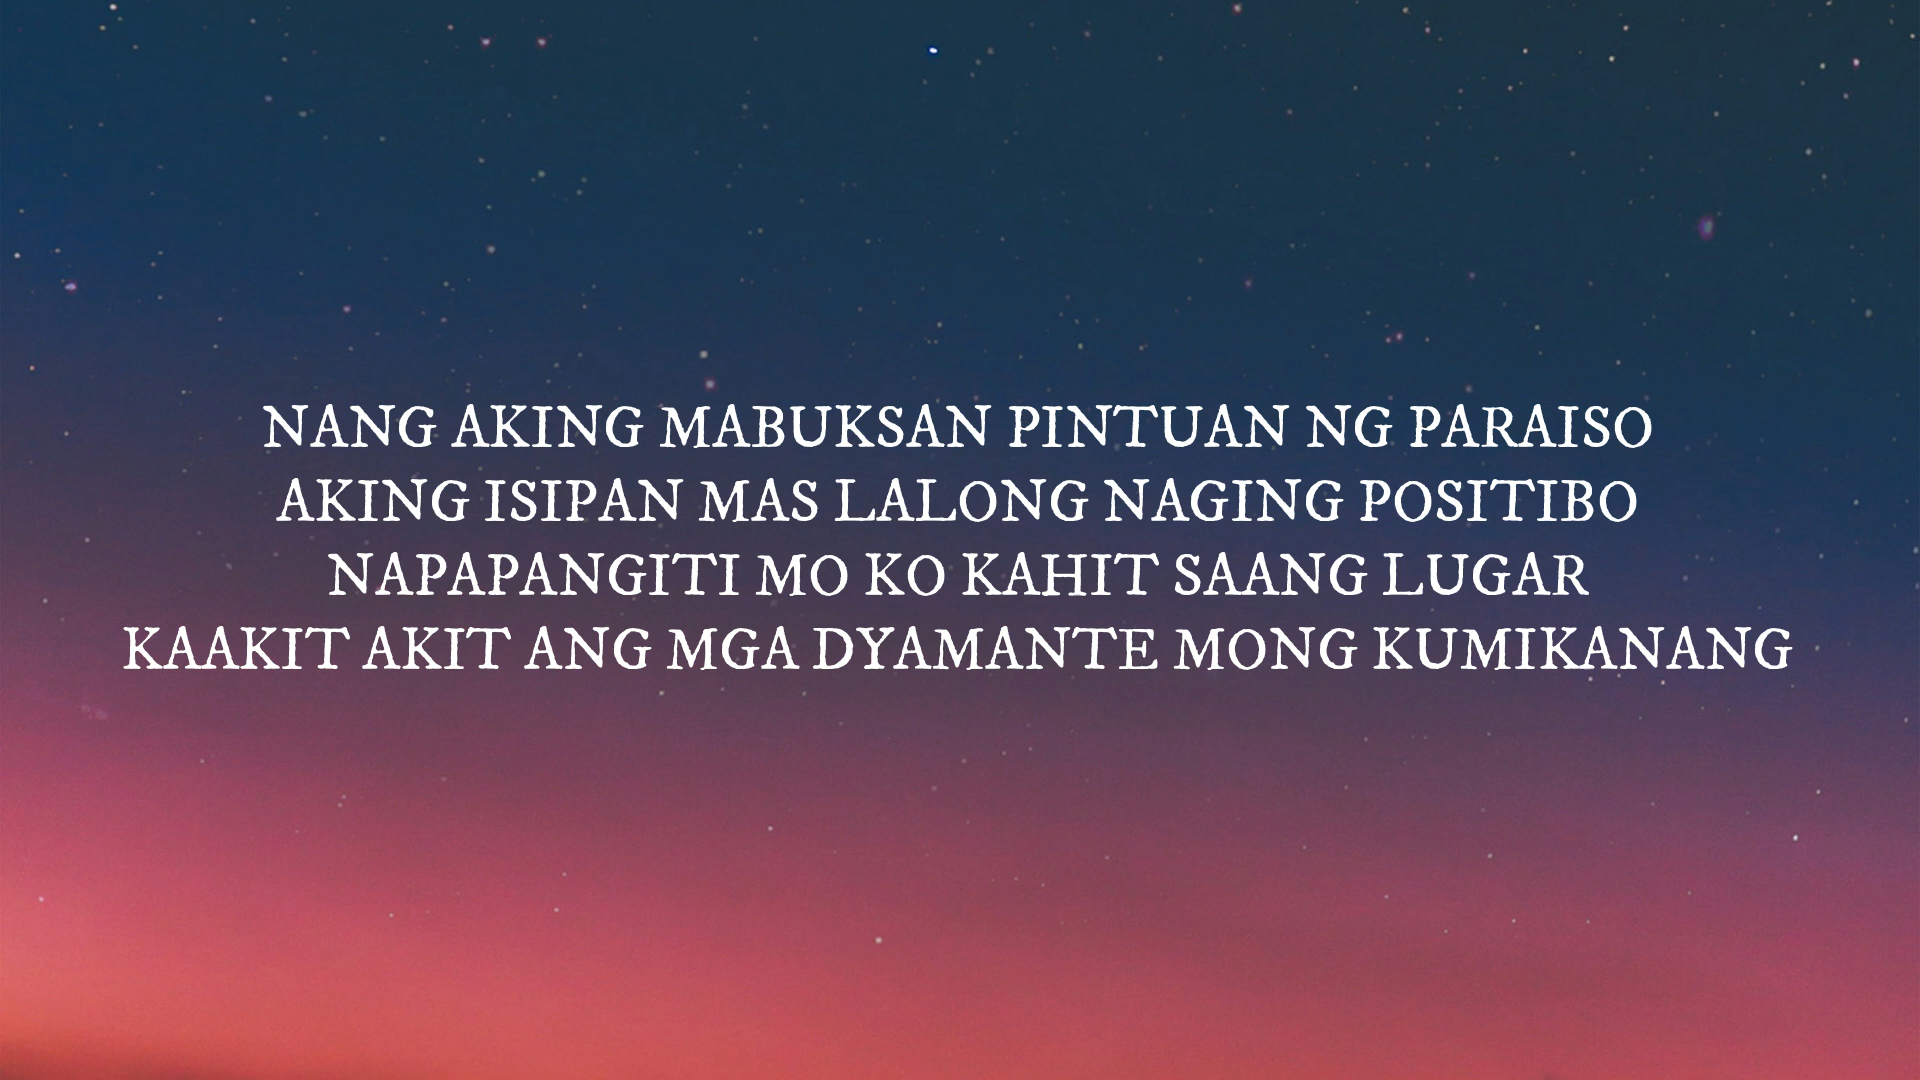 NANG AKING MABUKSAN PINTUAN NG PARAISO
AKING ISIPAN MAS LALONG NAGING POSITIBO
NAPAPANGITI MO KO KAHIT SAANG LUGAR
KAAKIT AKIT ANG MGA DYAMANTE MONG KUMIKANANG